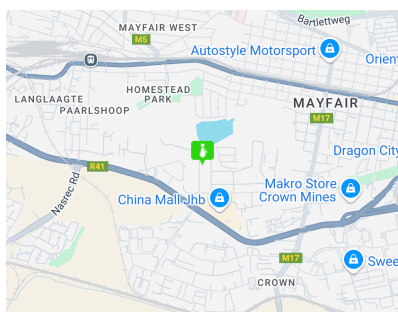 Bartlettweg
MAYFAIR WEST
M5
Autostyle Motorsport
Orien
HOMESTEAD
PARK
LANGLAAGTE
PAARLSHOOP
MAYFAIR
M17
Dragon City
R41
Nasrec Rd
Makro Store
Crown Mines
China Mall Jhb
M17
Swee
CROWN